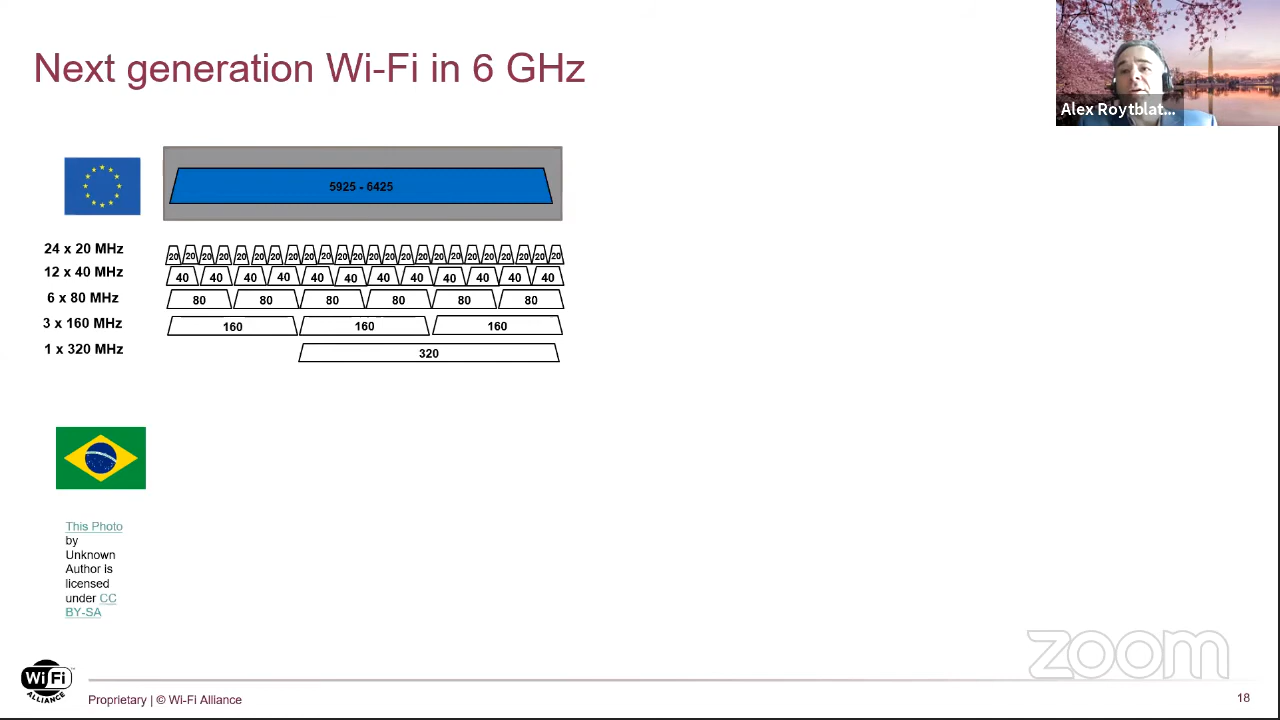 Next generation Wi-Fi in 6 GHz
Alex Roytblat...
5925 - 6425
24 x 20 MHz
20 20 20 20 20 20 20 20 20 20 20 20 20 20 20 20 20 20 20 20 20 20 20 20
12 x 40 MHz
40 40 40 40 40 40 40 40 40 40 40 40
6 x 80 MHz
80 80 80 80 80 80
3 x 160 MHz
160 160 160
1 x 320 MHz
320
This Photo
by
Unknown
Author is
licensed
under CC
BY-SA
zoom
Wi Fi
ALLIANCE
Proprietary | © Wi-Fi Alliance
18